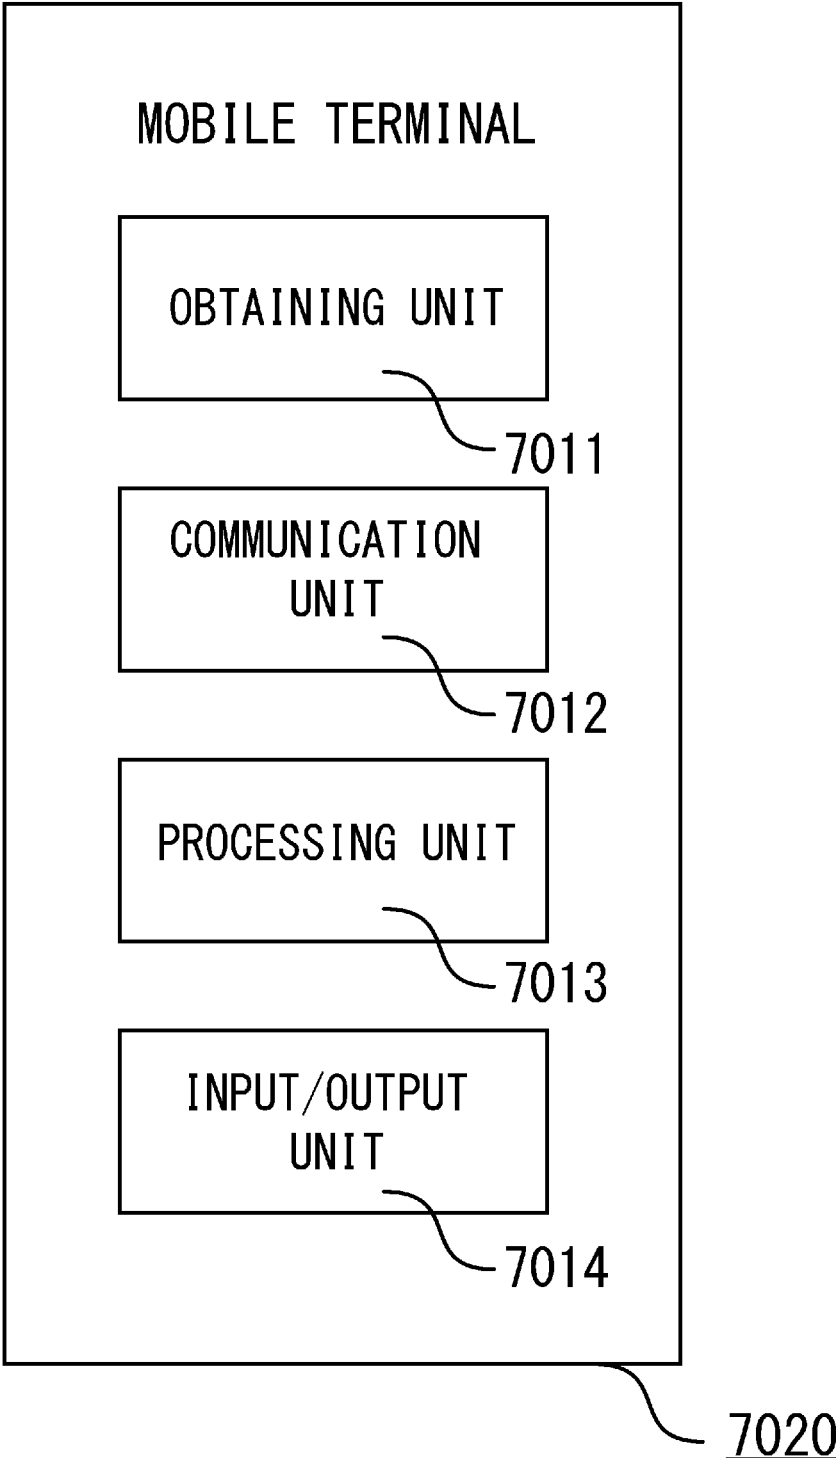 MOBILE TERMINAL
OBTAINING UNIT
7011
COMMUNICATION
UNIT
7012
PROCESSING UNIT
7013
INPUT/OUTPUT
UNIT
7014
7020